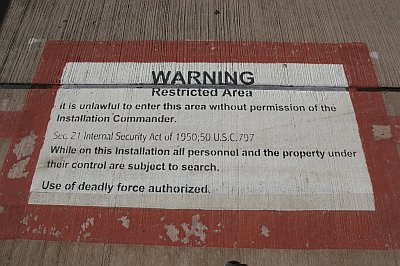 WARNING
Restricted Area
it is unlawful to enter this area without permission of the
Installation Commander.
Sec. 21 Internal Security Act of 1950,50 U.S.C.797
While on this Installation all personnel and the property under
their control are subject to search.
Use of deadly force authorized.